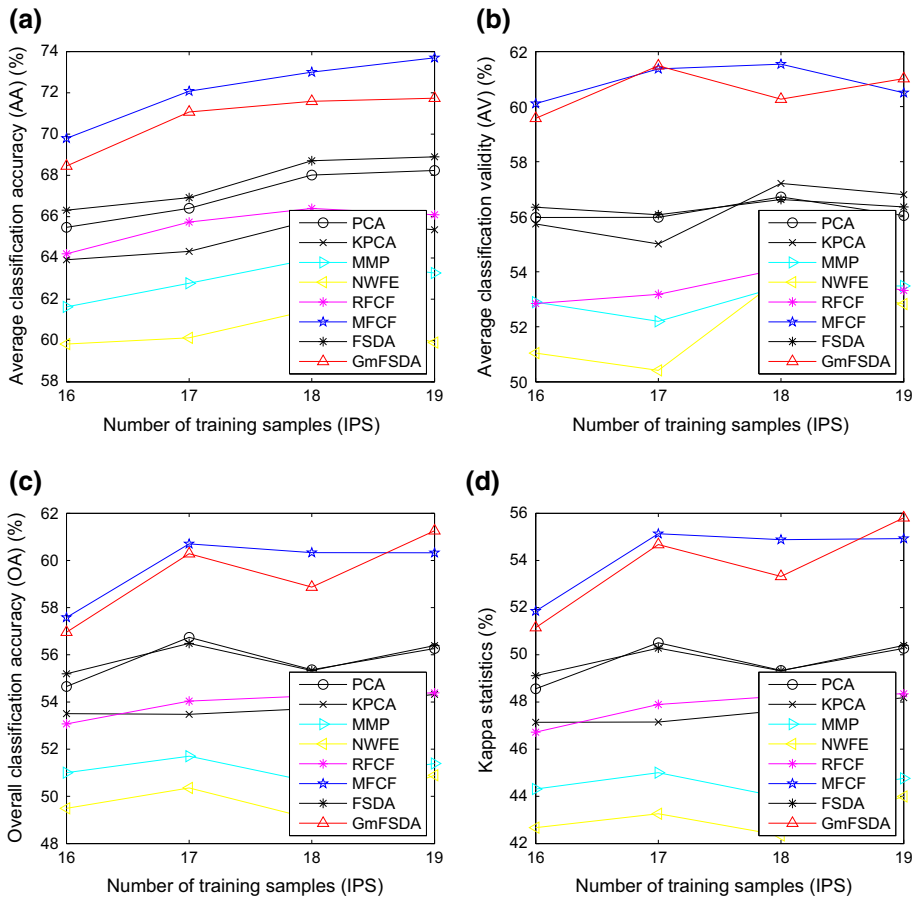 (a)
Average classification accuracy (AA) (%)
74
72
70
68
66
64
62
60
58
16
17
18
19
Number of training samples (IPS)
PCA
KPCA
MMP
NWFE
RFCF
MFCF
FSDA
GmFSDA
(b)
Average classification validity (AV) (%)
62
60
58
56
54
52
50
16
17
18
19
Number of training samples (IPS)
PCA
KPCA
MMP
NWFE
RFCF
MFCF
FSDA
GmFSDA
(c)
Overall classification accuracy (OA) (%)
62
60
58
56
54
52
50
48
16
17
18
19
Number of training samples (IPS)
PCA
KPCA
MMP
NWFE
RFCF
MFCF
FSDA
GmFSDA
(d)
Kappa statistics (%)
56
54
52
50
48
46
44
42
16
17
18
19
Number of training samples (IPS)
PCA
KPCA
MMP
NWFE
RFCF
MFCF
FSDA
GmFSDA